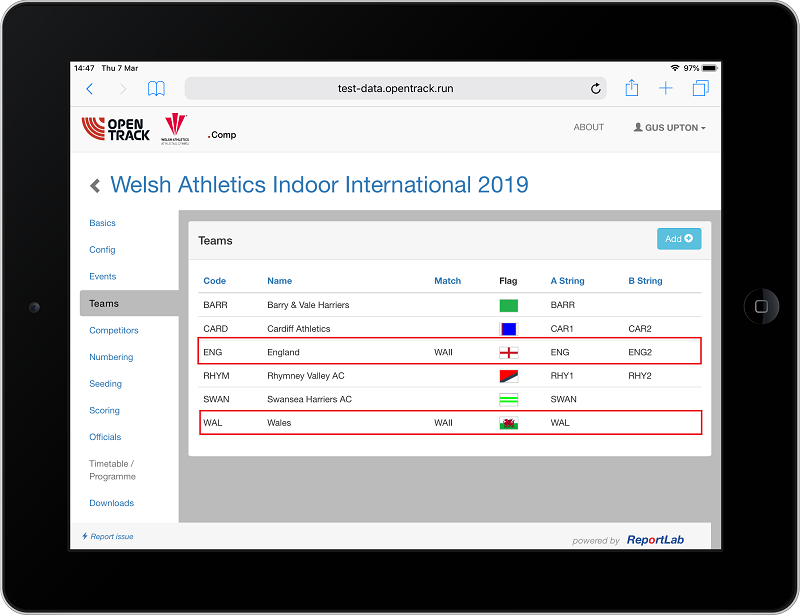 14:47 Thu 7 Mar 97%
test-data.opentrack.run
OPEN TRACK
WELSH ATHLETICS
ATHLETAU CYMRU
.Comp
ABOUT
GUS UPTON
Welsh Athletics Indoor International 2019
Basics
Config
Events
Teams
Competitors
Numbering
Seeding
Scoring
Officials
Timetable /
Programme
Downloads
Teams
Add
Code Name Match Flag A String B String
BARR Barry & Vale Harriers BARR
CARD Cardiff Athletics CAR1 CAR2
ENG England WAII ENG ENG2
RHYM Rhymney Valley AC RHY1 RHY2
SWAN Swansea Harriers AC SWAN
WAL Wales WAII WAL
Report issue
powered by ReportLab